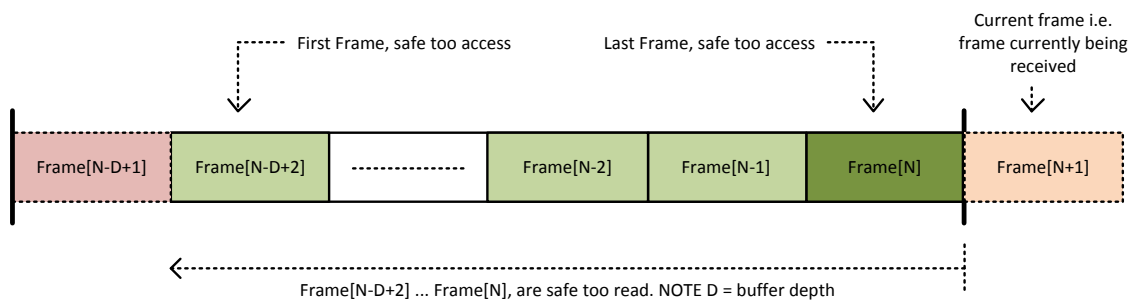 First Frame, safe too access
Last Frame, safe too access
Current frame i.e.
frame currently being
received
Frame[N-D+1]
Frame[N-D+2]
Frame[N-2]
Frame[N-1]
Frame[N]
Frame[N+1]
Frame[N-D+2] ... Frame[N], are safe too read. NOTE D = buffer depth